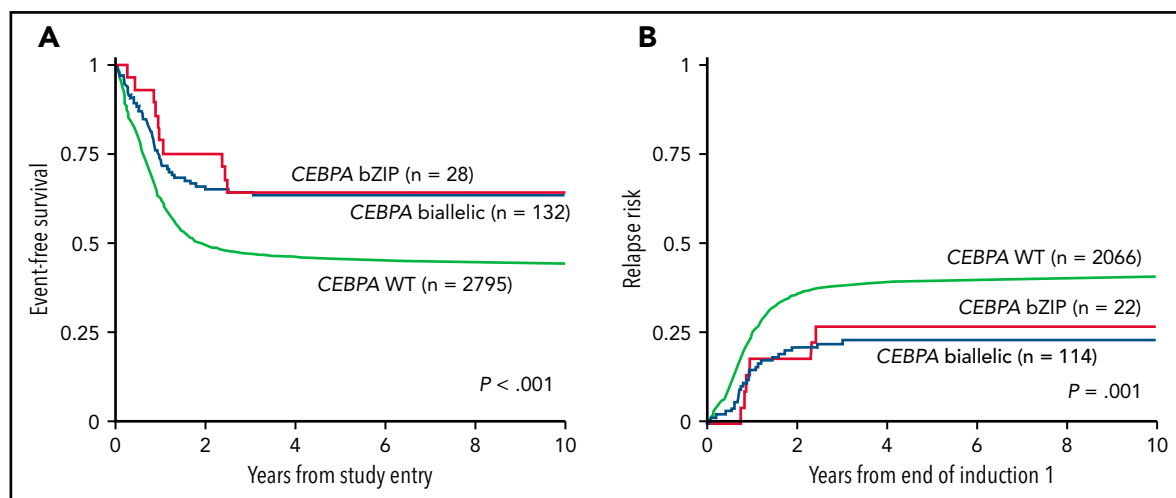 A
Event-free survival
1
0.75
0.5
0.25
0
CEBPA bZIP (n = 28)
CEBPA biallelic (n = 132)
CEBPA WT (n = 2795)
P < .001
0 2 4 6 8 10
Years from study entry
B
Relapse risk
1
0.75
0.5
0.25
0
CEBPA WT (n = 2066)
CEBPA bZIP (n = 22)
CEBPA biallelic (n = 114)
P = .001
0 2 4 6 8 10
Years from end of induction 1